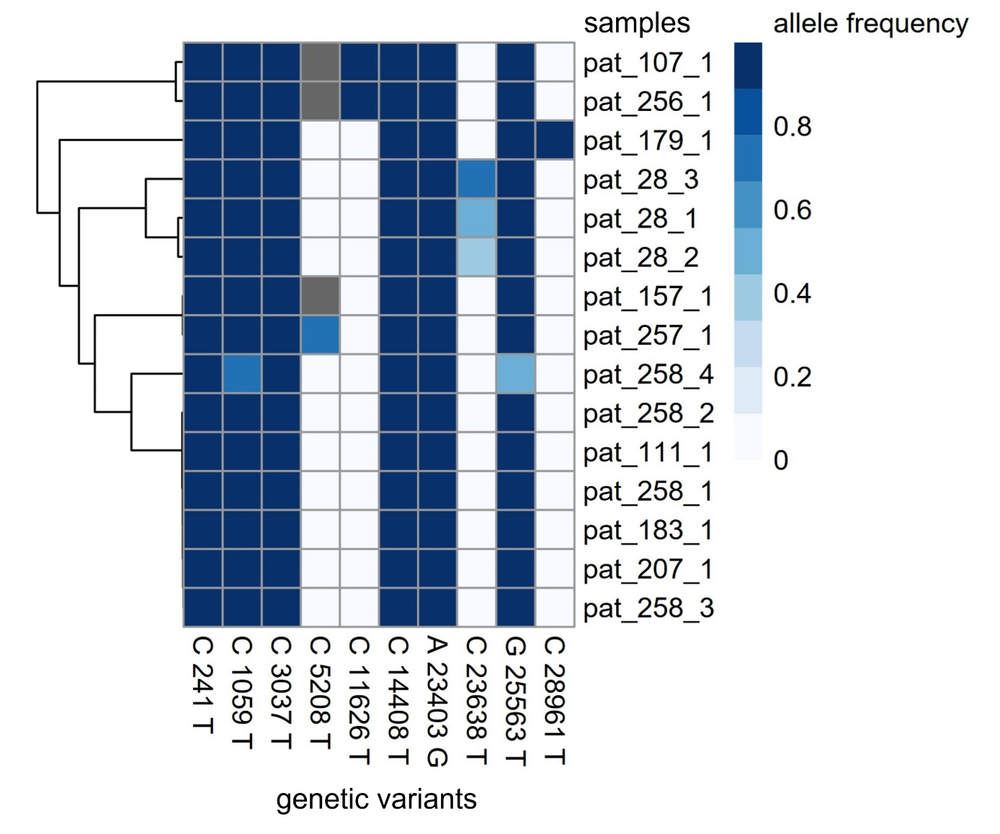 samples
allele frequency
pat_107_1
pat_256_1
pat_179_1
pat_28_3
pat_28_1
pat_28_2
pat_157_1
pat_257_1
pat_258_4
pat_258_2
pat_111_1
pat_258_1
pat_183_1
pat_207_1
pat_258_3
0.8
0.6
0.4
0.2
0
C 241 T
C 1059 T
C 3037 T
C 5208 T
C 11626 T
C 14408 T
A 23403 G
C 23638 T
G 25563 T
C 28961 T
genetic variants